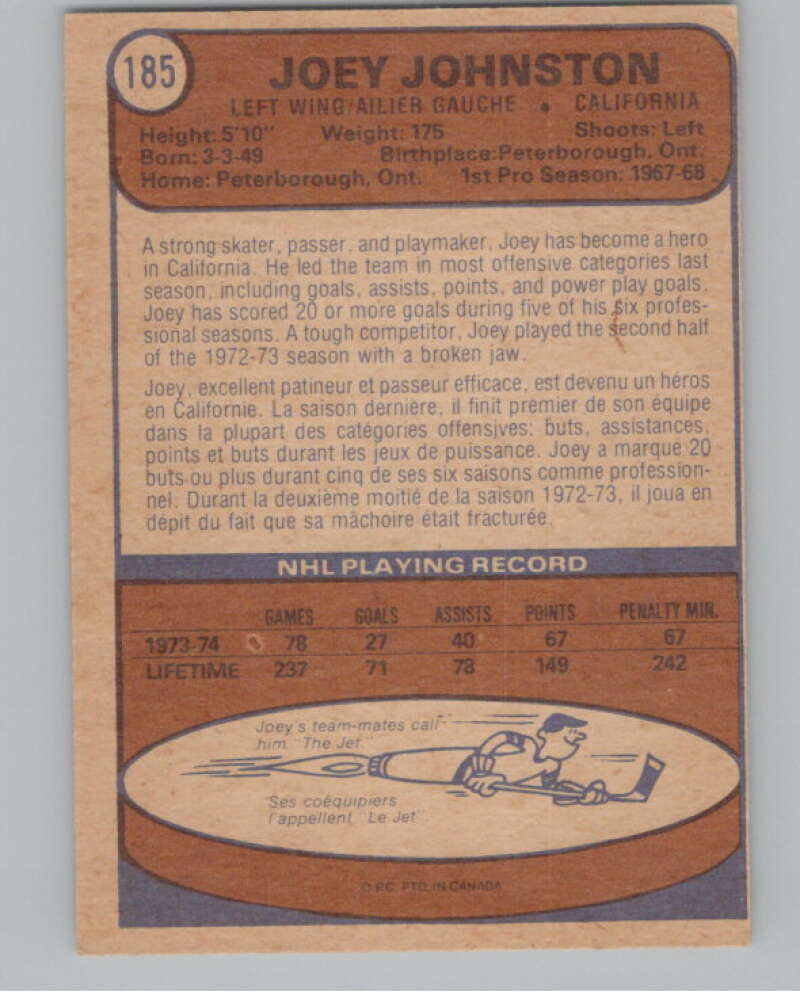 185
JOEY JOHNSTON
LEFT WING/AILIER GAUCHE • CALIFORNIA
Height: 5'10" Weight: 175 Shoots: Left
Born: 3-3-49 Birthplace: Peterborough, Ont.
Home: Peterborough, Ont. 1st Pro Season: 1967-68
A strong skater, passer, and playmaker, Joey has become a hero
in California. He led the team in most offensive categories last
season, including goals, assists, points, and power play goals.
Joey has scored 20 or more goals during five of his six profes-
sional seasons. A tough competitor, Joey played the second half
of the 1972-73 season with a broken jaw.
Joey, excellent patineur et passeur efficace, est devenu un héros
en Californie. La saison dernière, il finit premier de son équipe
dans la plupart des catégories offensives: buts, assistances,
points et buts durant les jeux de puissance. Joey a marqué 20
buts ou plus durant cinq de ses six saisons comme profession-
nel. Durant la deuxième moitié de la saison 1972-73, il joua en
dépit du fait que sa mâchoire était fracturée.
NHL PLAYING RECORD
GAMES GOALS ASSISTS POINTS PENALTY MIN.
1973-74 78 27 40 67 67
LIFETIME 237 71 78 149 242
Joey's team-mates call
him "The Jet"
Ses coéquipiers
l'appellent "Le Jet"
O.P.C. PTD. IN CANADA